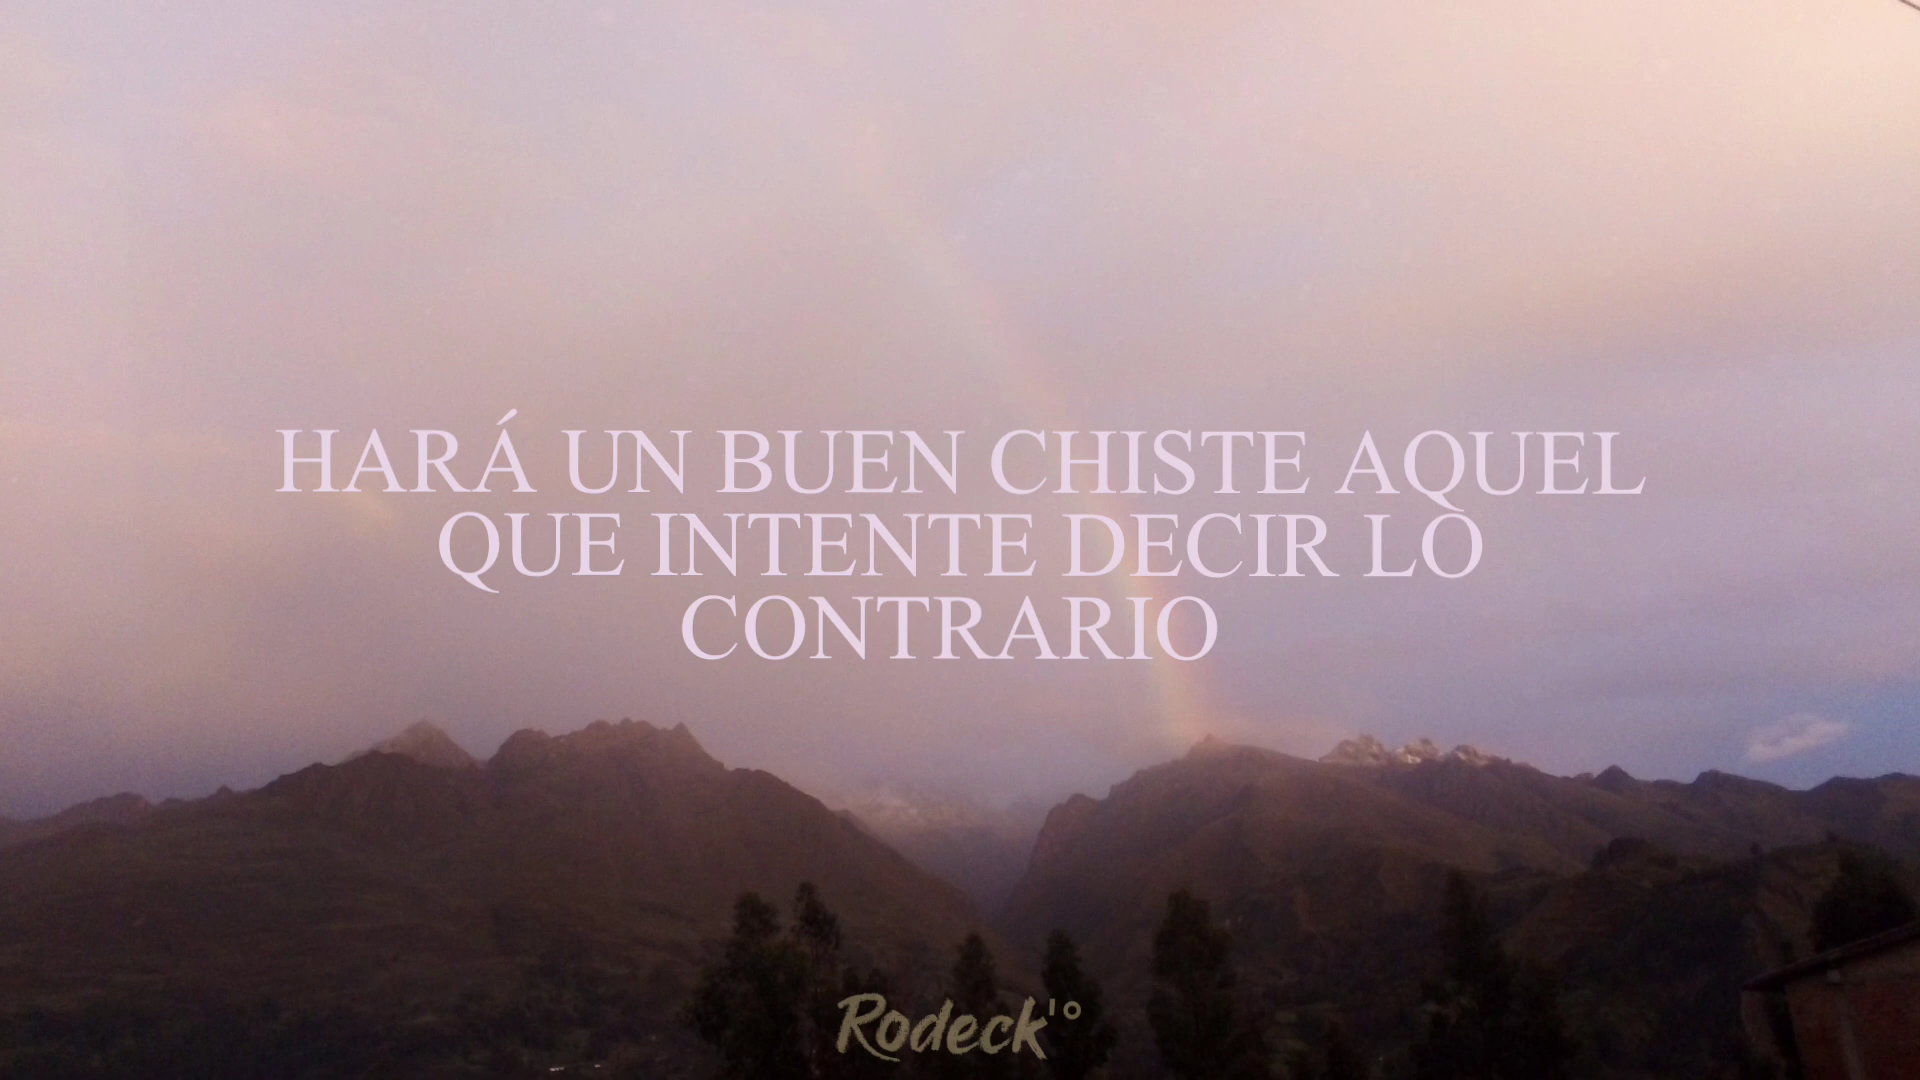 HARÁ UN BUEN CHISTE AQUEL
QUE INTENTE DECIR LO
CONTRARIO
Rodeck'°